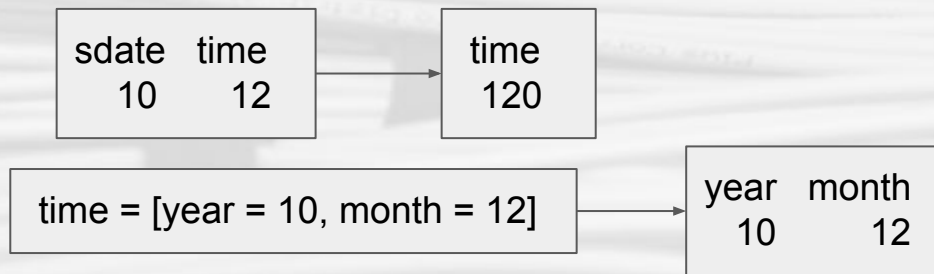 sdate time
10 12
time
120
time = [year = 10, month = 12]
year month
10 12